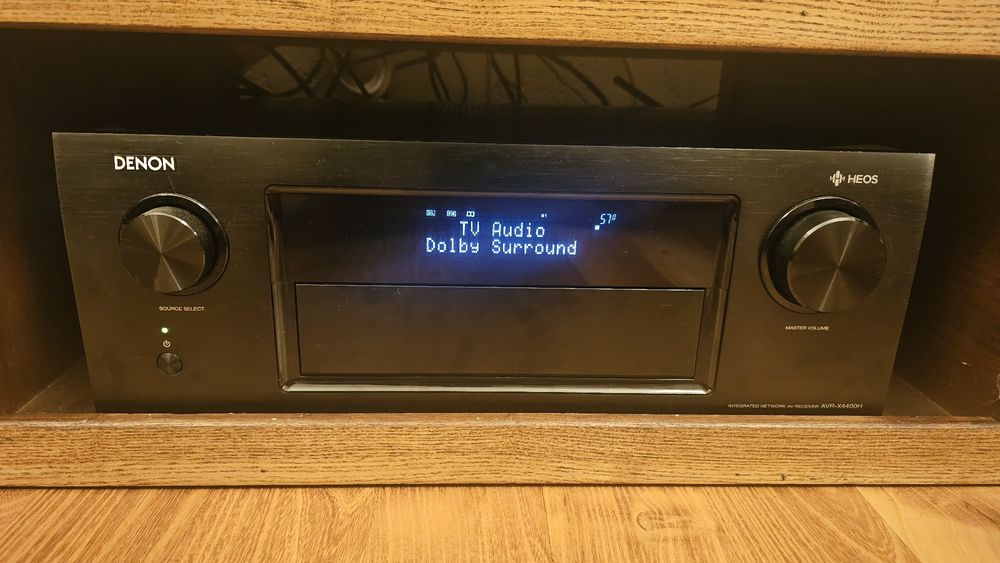 DENON
HEOS
57.0
TV Audio
Dolby Surround
SOURCE SELECT
MASTER VOLUME
INTEGRATED NETWORK AV RECEIVER AVR-X4400H